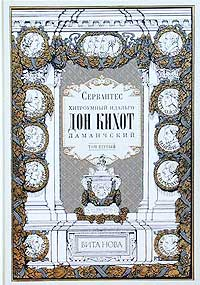 Сервантес
ХИТРОУМНЫЙ ИДАЛЬГО
ДОН КИХОТ
ЛАМАНЧСКИЙ
ТОМ ПЕРВЫЙ
ВИТА НОВА